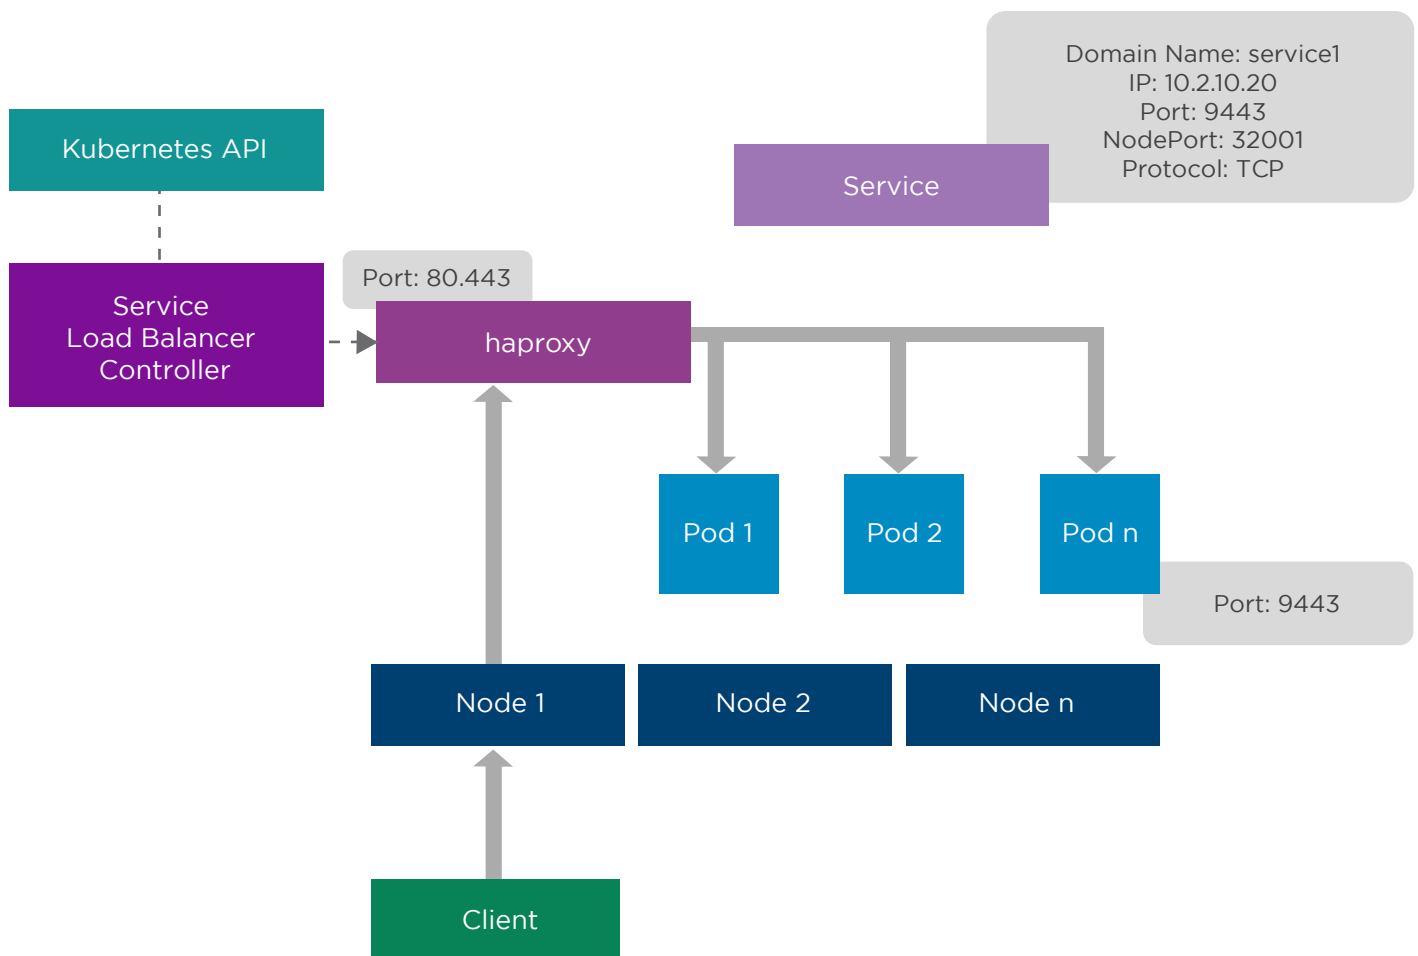 Domain Name: service1
IP: 10.2.10.20
Port: 9443
NodePort: 32001
Protocol: TCP
Kubernetes API
Service
Service
Load Balancer
Controller
Port: 80.443
haproxy
Pod 1
Pod 2
Pod n
Port: 9443
Node 1
Node 2
Node n
Client